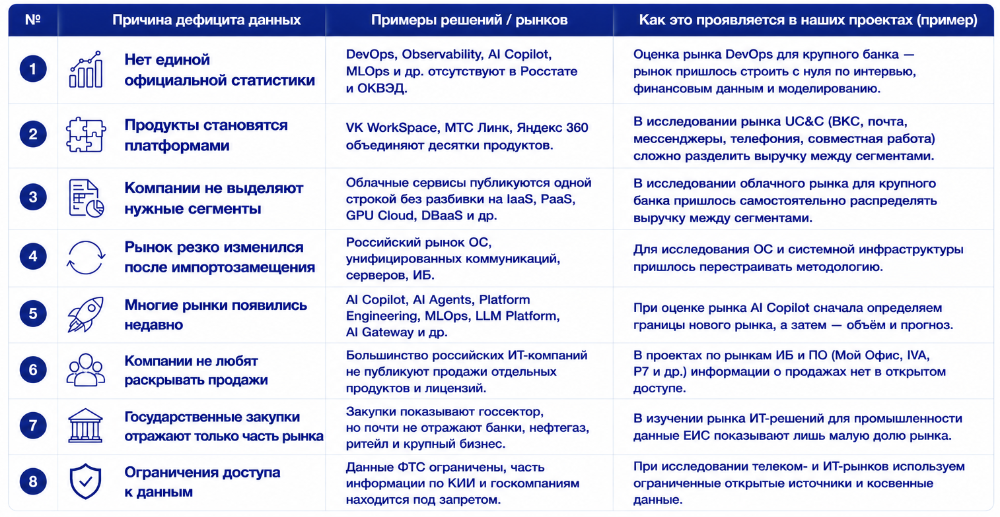 №
Причина дефицита данных
Примеры решений / рынков
Как это проявляется в наших проектах (пример)
1
Нет единой
официальной статистики
DevOps, Observability, AI Copilot,
MLOps и др. отсутствуют в Росстате
и ОКВЭД.
Оценка рынка DevOps для крупного банка —
рынок пришлось строить с нуля по интервью,
финансовым данным и моделированию.
2
Продукты становятся
платформами
VK WorkSpace, МТС Линк, Яндекс 360
объединяют десятки продуктов.
В исследовании рынка UC&C (ВКС, почта,
мессенджеры, телефония, совместная работа)
сложно разделить выручку между сегментами.
3
Компании не выделяют
нужные сегменты
Облачные сервисы публикуются одной
строкой без разбивки на IaaS, PaaS,
GPU Cloud, DBaaS и др.
В исследовании облачного рынка для крупного
банка пришлось самостоятельно распределять
выручку между сегментами.
4
Рынок резко изменился
после импортозамещения
Российский рынок ОС,
унифицированных коммуникаций,
серверов, ИБ.
Для исследования ОС и системной инфраструктуры
пришлось перестраивать методологию.
5
Многие рынки появились
недавно
AI Copilot, AI Agents, Platform
Engineering, MLOps, LLM Platform,
AI Gateway и др.
При оценке рынка AI Copilot сначала определяем
границы нового рынка, а затем — объём и прогноз.
6
Компании не любят
раскрывать продажи
Большинство российских ИТ-компаний
не публикуют продажи отдельных
продуктов и лицензий.
В проектах по рынкам ИБ и ПО (Мой Офис, IVA,
Р7 и др.) информации о продажах нет в открытом
доступе.
7
Государственные закупки
отражают только часть рынка
Закупки показывают госсектор,
но почти не отражают банки, нефтегаз,
ритейл и крупный бизнес.
В изучении рынка ИТ-решений для промышленности
данные ЕИС показывают лишь малую долю рынка.
8
Ограничения доступа
к данным
Данные ФТС ограничены, часть
информации по КИИ и госкомпаниям
находится под запретом.
При исследовании телеком- и ИТ-рынков используем
ограниченные открытые источники и косвенные
данные.